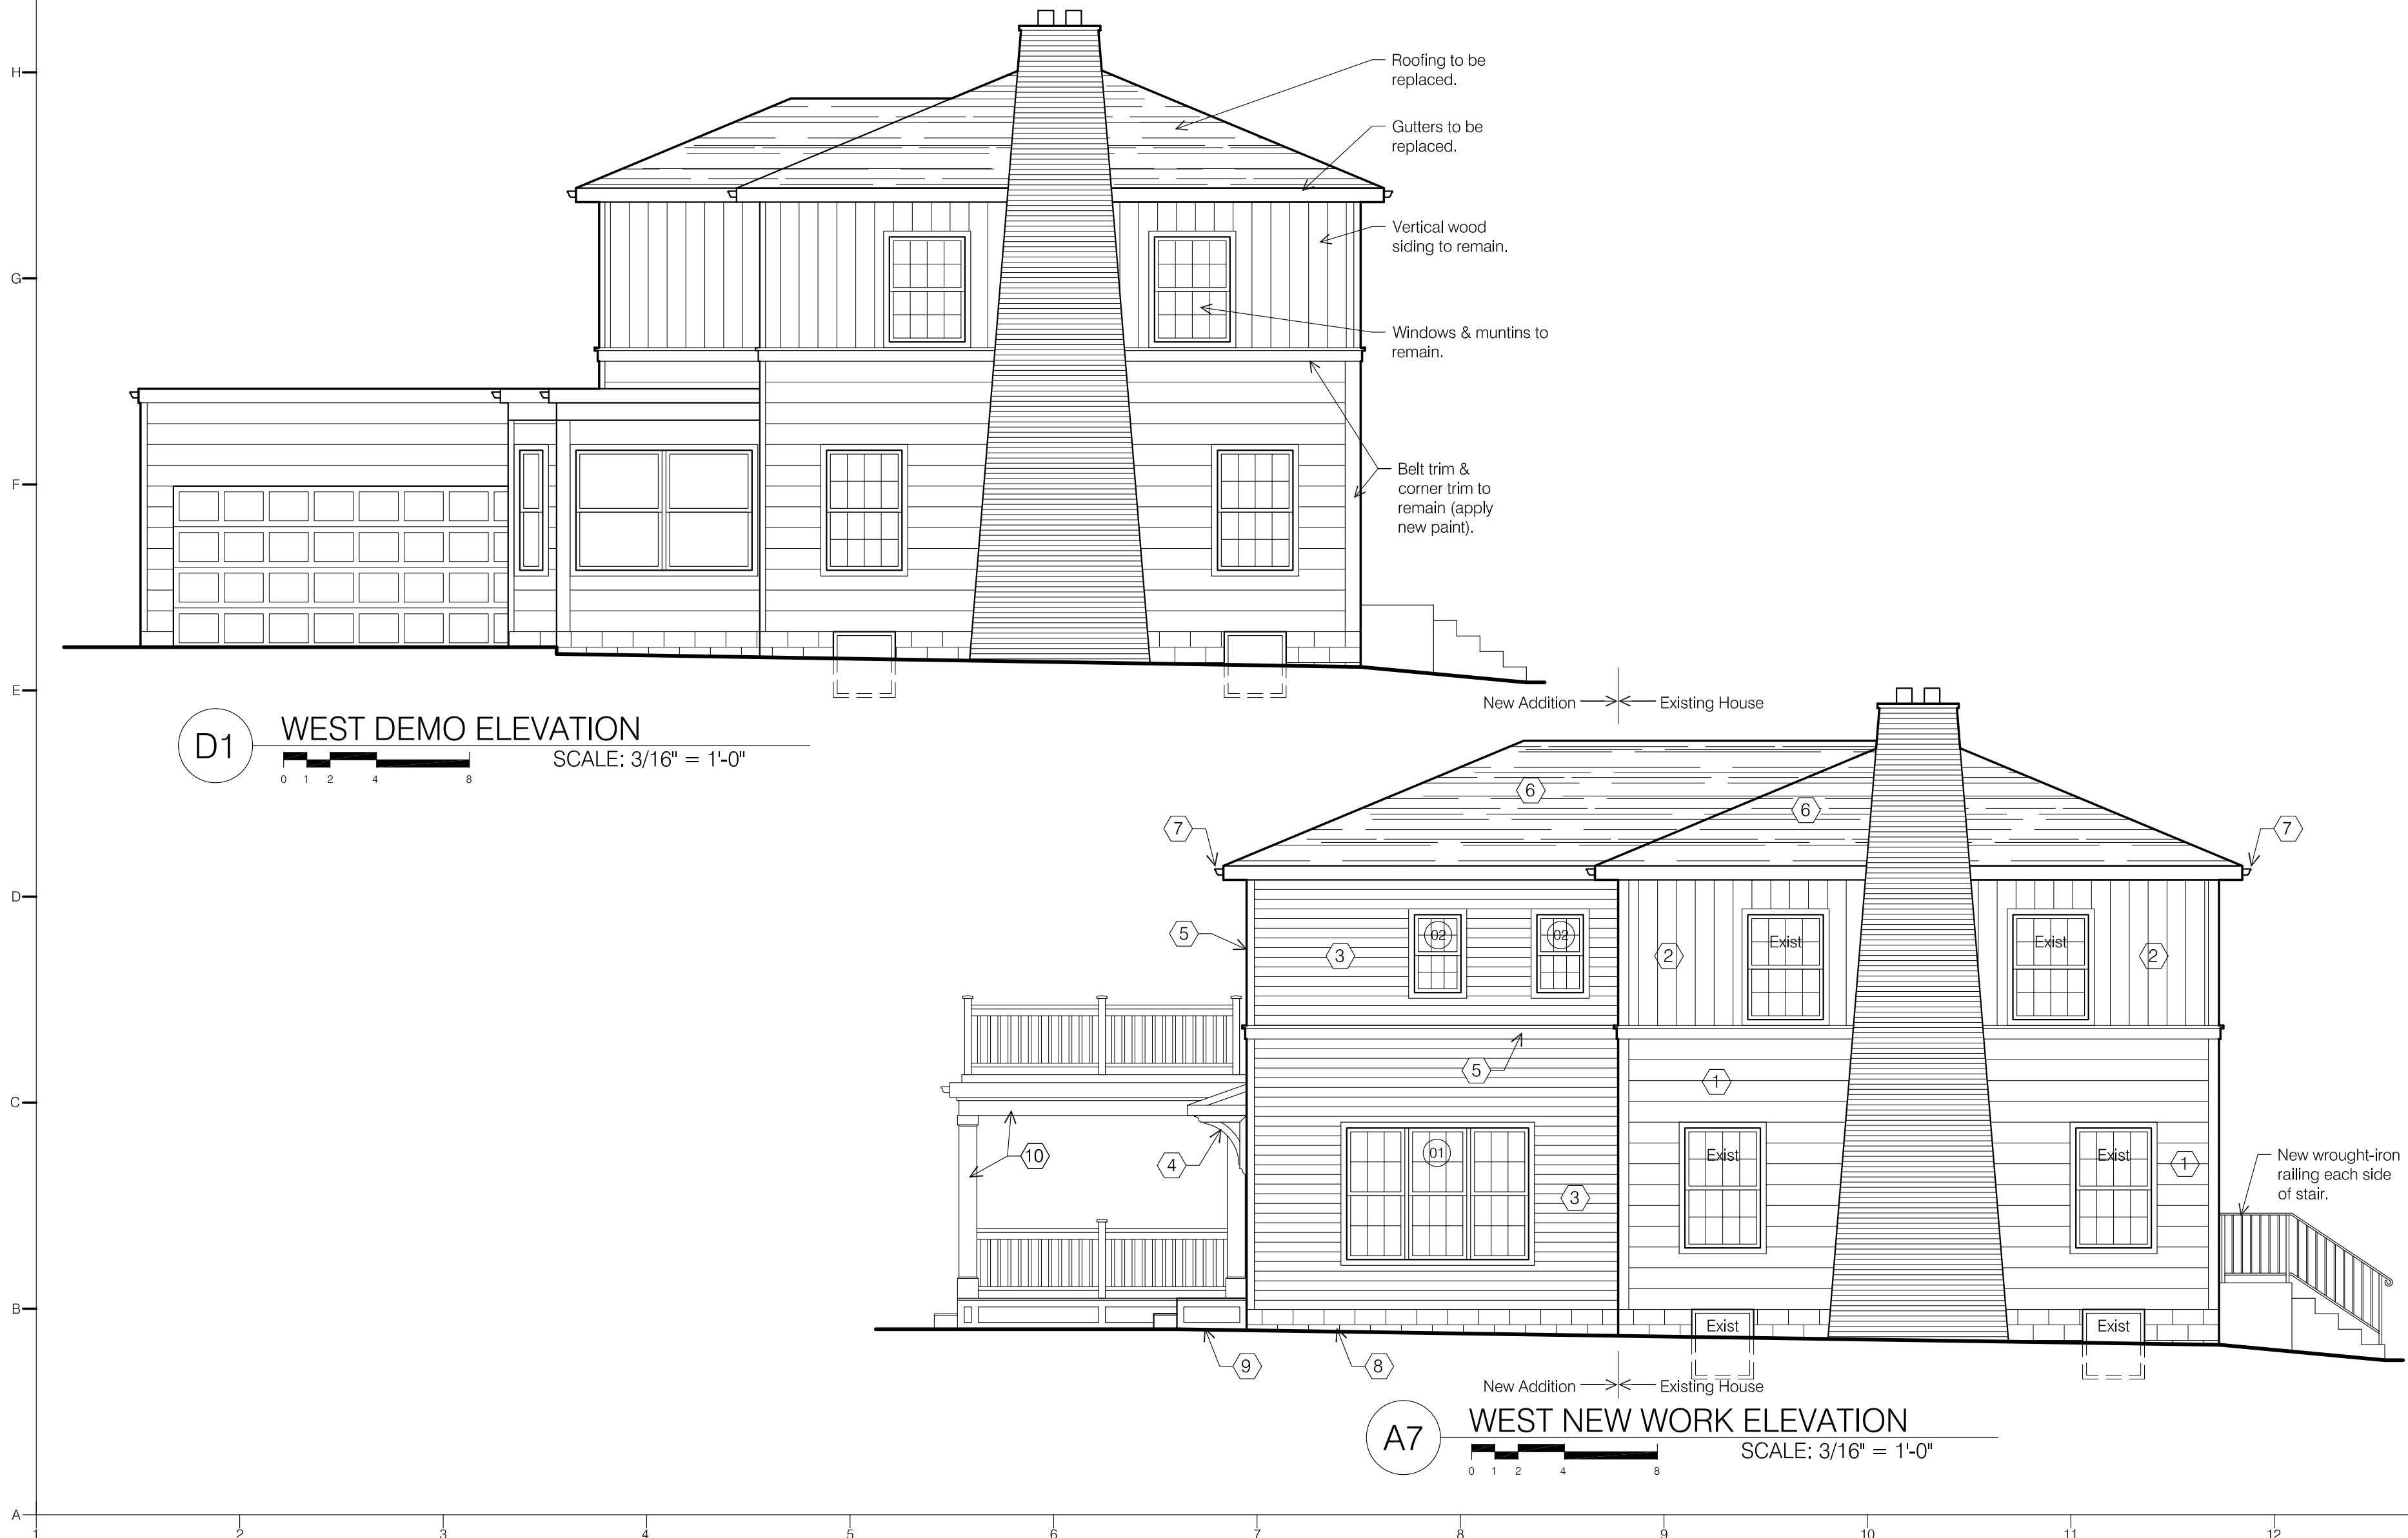 H
Roofing to be
replaced.
Gutters to be
replaced.
Vertical wood
siding to remain.
G
Windows & muntins to
remain.
Belt trim &
corner trim to
remain (apply
new paint).
F
E
New Addition
Existing House
D1
WEST DEMO ELEVATION
SCALE: 3/16" = 1'-0"
0 1 2 4 8
6
6
7
7
D
5
3
02
02
2
Exist
Exist
2
5
1
C
10
4
01
3
Exist
Exist
1
New wrought-iron
railing each side
of stair.
B
Exist
Exist
9
8
New Addition
Existing House
A7
WEST NEW WORK ELEVATION
SCALE: 3/16" = 1'-0"
0 1 2 4 8
A
1 2 3 4 5 6 7 8 9 10 11 12